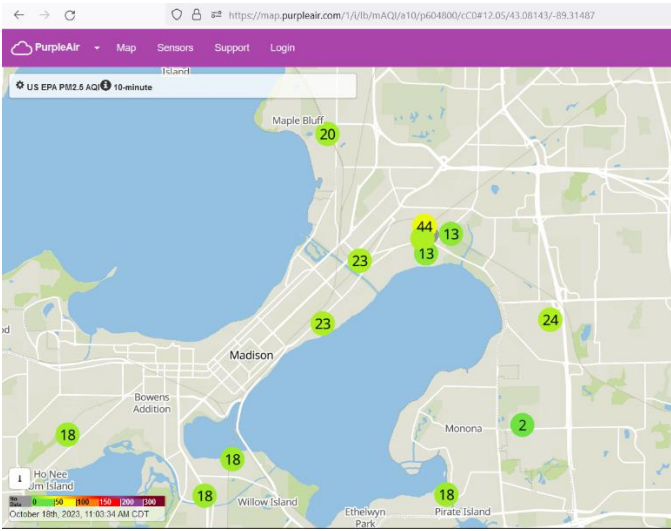 https://map.purpleair.com/1/i/lb/mAQI/a10/p604800/cC0#12.05/43.08143/-89.31487
PurpleAir Map Sensors Support Login
Island
US EPA PM2.5 AQI 10-minute
Maple Bluff
20
44
13
13
23
23
24
Madison
Bowens
Addition
Monona
2
18
18
Ho Nee
Um Island
18
18
Willow Island
Ethelwyn
Park
Pirate Island
No
Data
0 |50 |100 |150 |200 |300
October 18th, 2023, 11:03:34 AM CDT